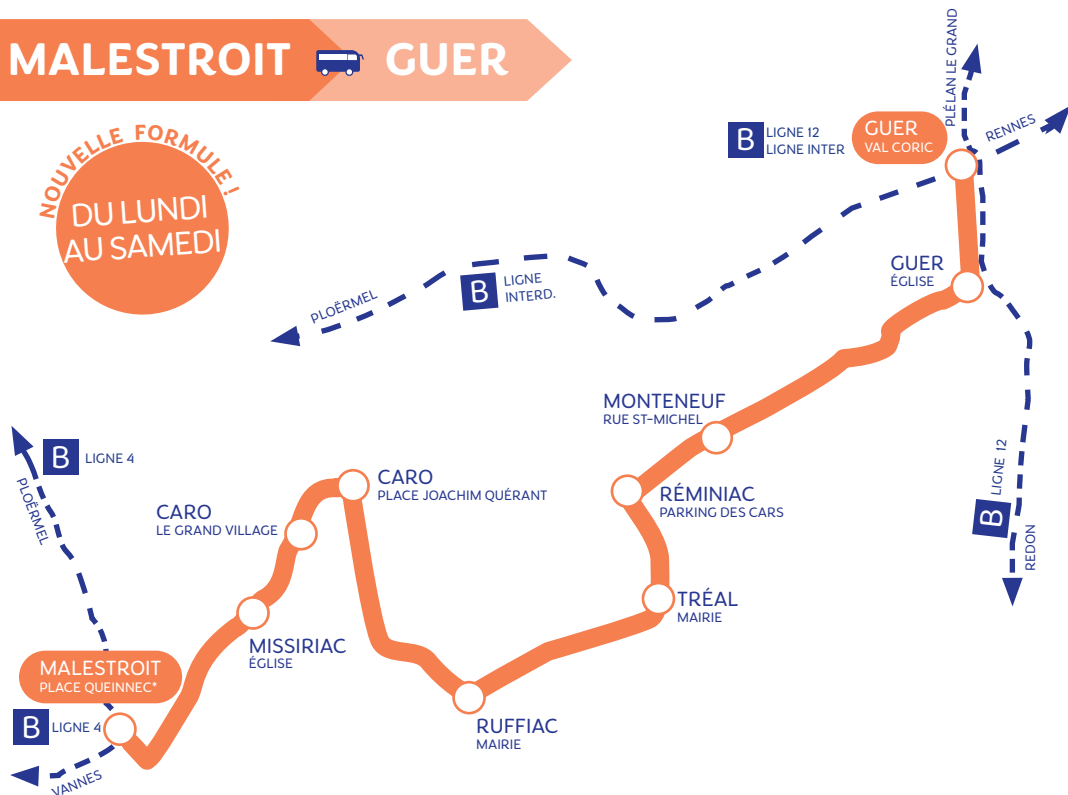 MALESTROIT
GUER
NOUVELLE FORMULE !
DU LUNDI
AU SAMEDI
PLÉLAN LE GRAND
RENNES
B
LIGNE 12
LIGNE INTER
GUER
VAL CORIC
GUER
ÉGLISE
B
LIGNE
INTERD.
PLOËRMEL
MONTENEUF
RUE ST-MICHEL
B
LIGNE 12
REDON
B
LIGNE 4
PLOËRMEL
CARO
PLACE JOACHIM QUÉRANT
CARO
LE GRAND VILLAGE
RÉMINIAC
PARKING DES CARS
TRÉAL
MAIRIE
MISSIRIAC
ÉGLISE
MALESTROIT
PLACE QUEINNEC*
B
LIGNE 4
RUFFIAC
MAIRIE
VANNES